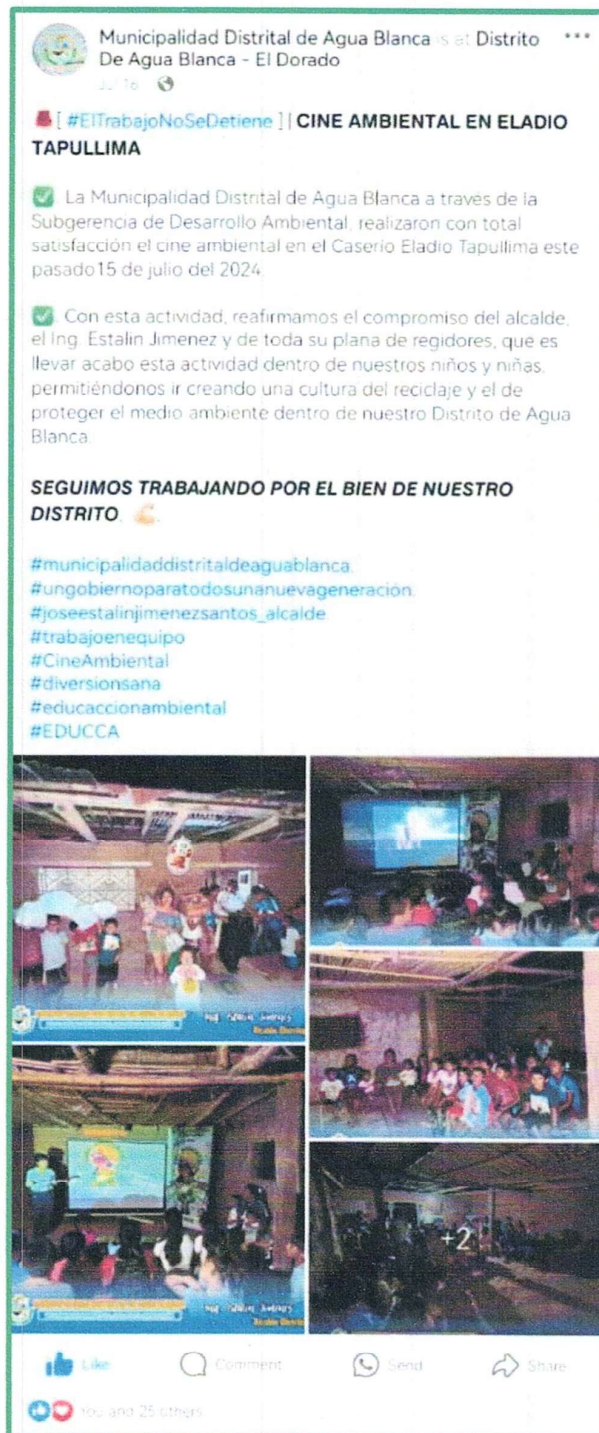 Municipalidad Distrital de Agua Blanca is at Distrito
De Agua Blanca - El Dorado
Jul 16
[ #ElTrabajoNoSeDetiene ] | CINE AMBIENTAL EN ELADIO
TAPULLIMA
La Municipalidad Distrital de Agua Blanca a través de la
Subgerencia de Desarrollo Ambiental, realizaron con total
satisfacción el cine ambiental en el Caserío Eladio Tapullima este
pasado15 de julio del 2024
Con esta actividad, reafirmamos el compromiso del alcalde,
el Ing. Estalin Jimenez y de toda su plana de regidores, que es
llevar acabo esta actividad dentro de nuestros niños y niñas,
permitiéndonos ir creando una cultura del reciclaje y el de
proteger el medio ambiente dentro de nuestro Distrito de Agua
Blanca.
SEGUIMOS TRABAJANDO POR EL BIEN DE NUESTRO
DISTRITO.
#municipalidaddistritaldeaguablanca.
#ungobiernoparatodosunanuevageneración.
#joseestalinjimenezsantos_alcalde.
#trabajoenequipo
#CineAmbiental
#diversionsana
#educaccionambiental
#EDUCCA
+2
Like
Comment
Send
Share
You and 25 others